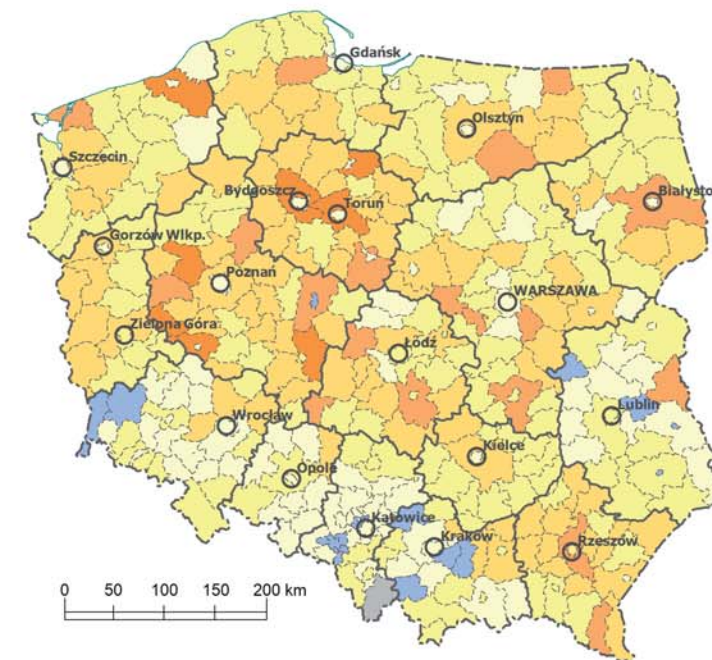 Gdańsk
Olsztyn
Szczecin
Bydgoszcz
Toruń
Białysto
Gorzów Wlkp.
Poznań
WARSZAWA
Zielona Góra
Łódź
Wrocław
Lublin
Kielce
Opole
Katowice
Kraków
Rzeszów
0 50 100 150 200 km